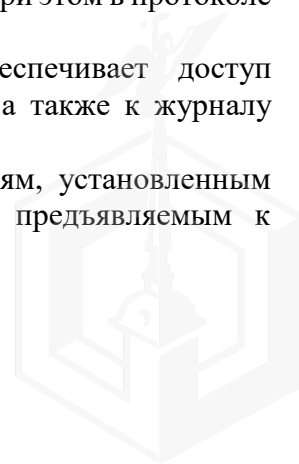 ри этом в протоколе
еспечивает доступ
а также к журналу
ям, установленным
предъявляемым к